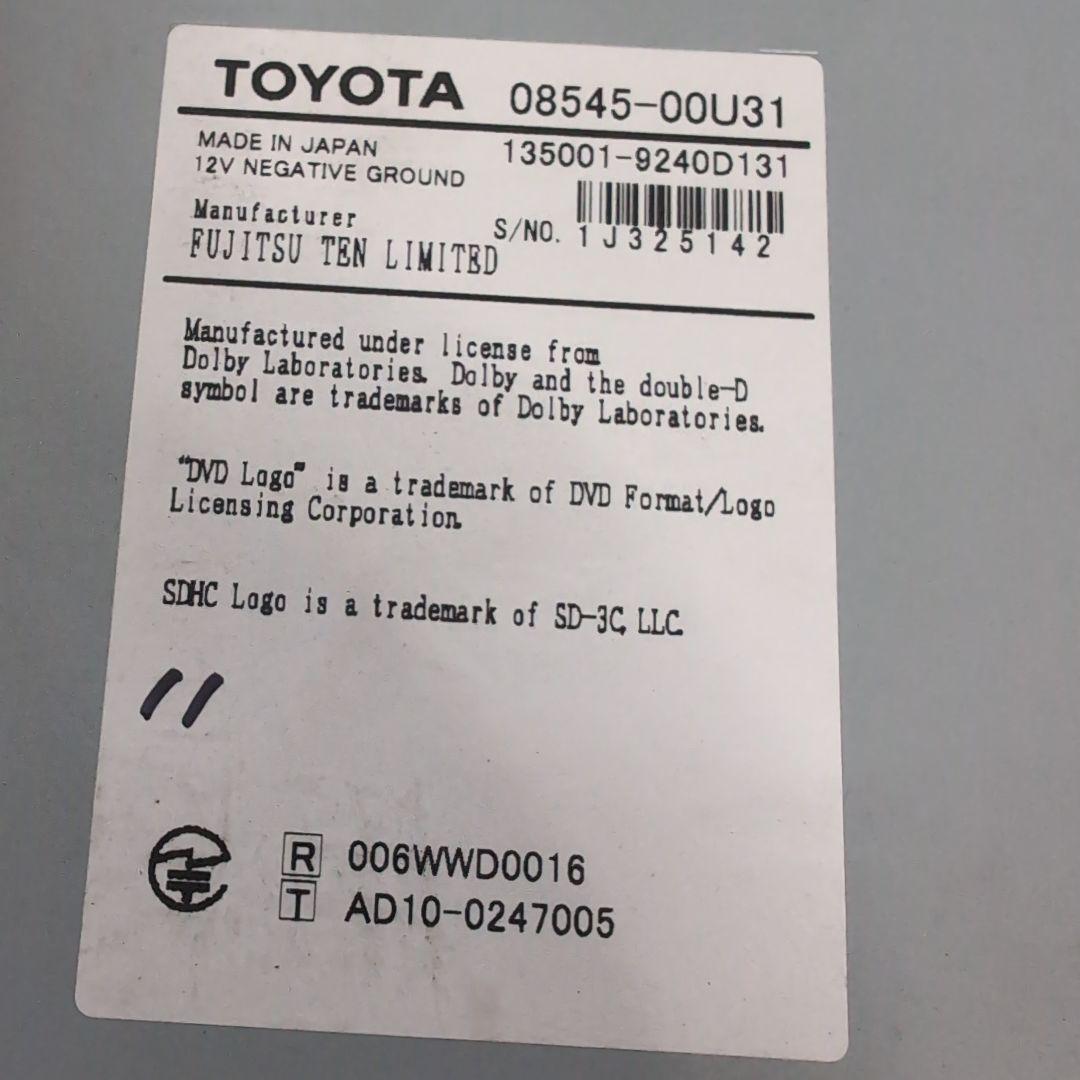 TOYOTA 08545-00U31
MADE IN JAPAN 135001-9240D131
12V NEGATIVE GROUND
Manufacturer
FUJITSU TEN LIMITED S/NO. 1J325142
Manufactured under license from
Dolby Laboratories. Dolby and the double-D
symbol are trademarks of Dolby Laboratories.
"DVD Logo" is a trademark of DVD Format/Logo
Licensing Corporation.
SDHC Logo is a trademark of SD-3C, LLC.
R 006WWD0016
T AD10-0247005